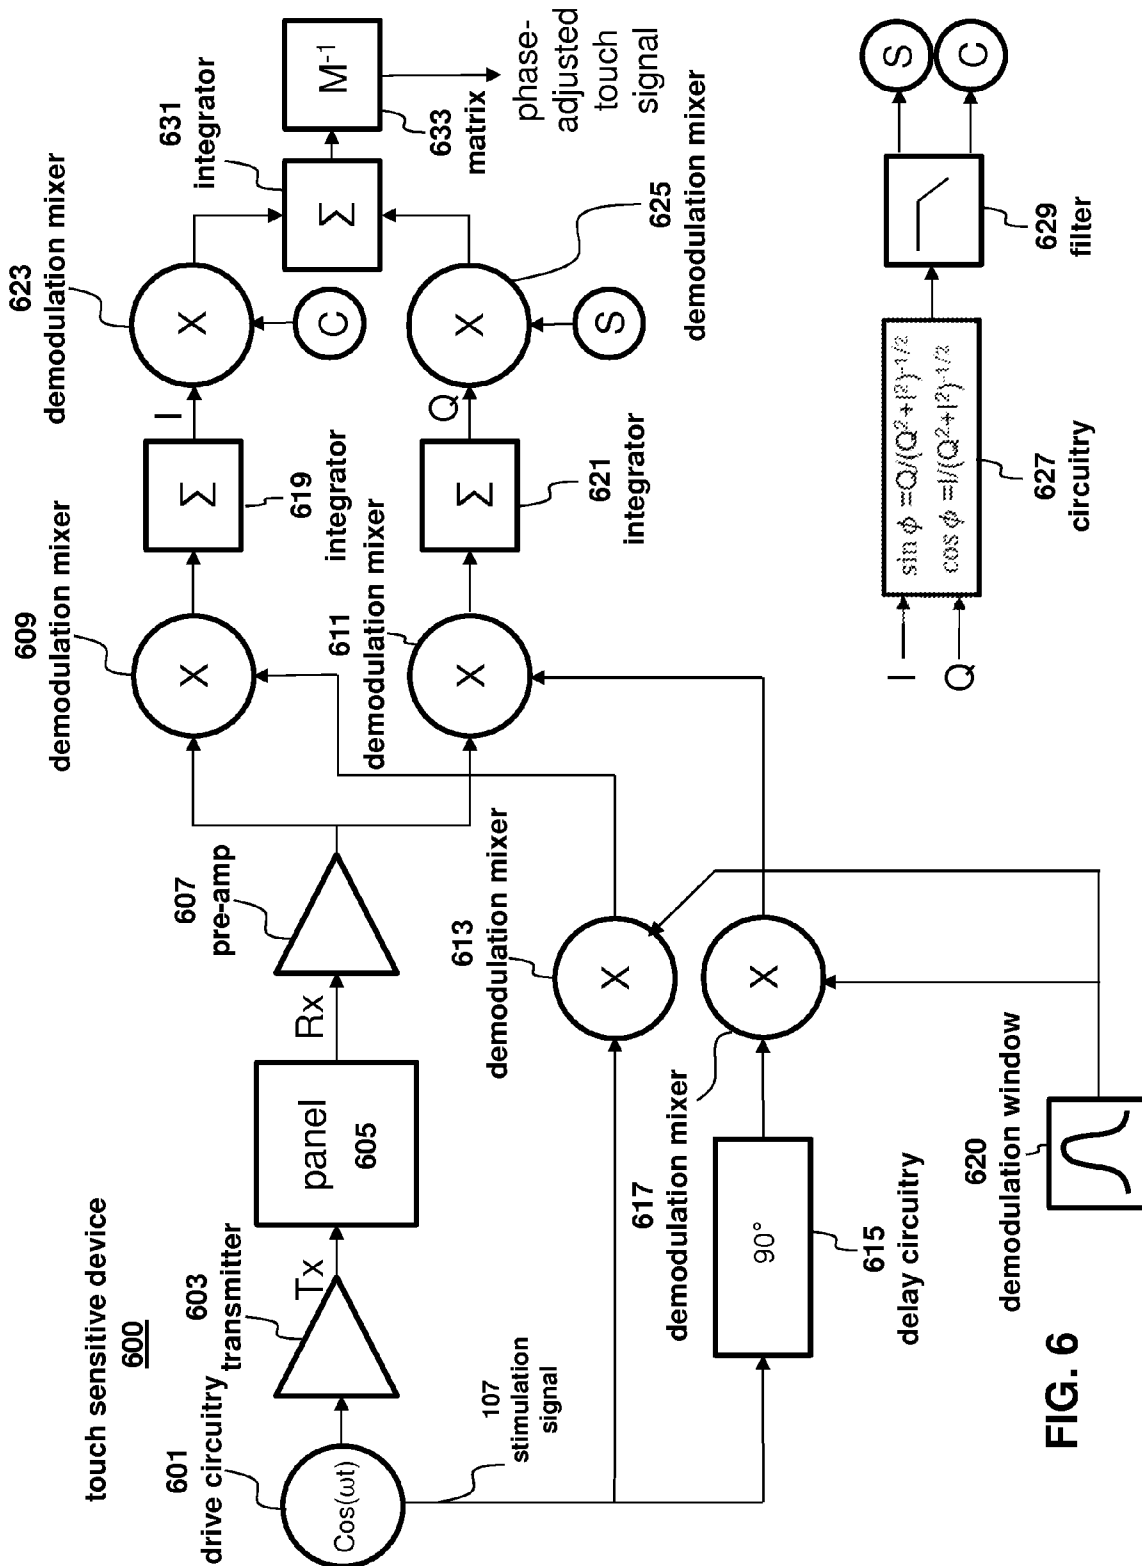 touch sensitive device
600
601
drive circuitry
Cos(ωt)
107
stimulation
signal
603
transmitter
Tx
panel
605
Rx
607
pre-amp
609
demodulation mixer
X
611
demodulation mixer
X
613
demodulation mixer
X
617
demodulation mixer
X
90°
615
delay circuitry
620
demodulation window
Σ
619
integrator
I
Σ
621
integrator
Q
623
demodulation mixer
X
C
X
625
demodulation mixer
S
631
integrator
Σ
M-1
633
matrix
phase-
adjusted
touch
signal
I
Q
sin ϕ =Q/(Q²+I²)-1/2
cos ϕ =I/(Q²+I²)-1/2
627
circuitry
629
filter
S
C
FIG. 6